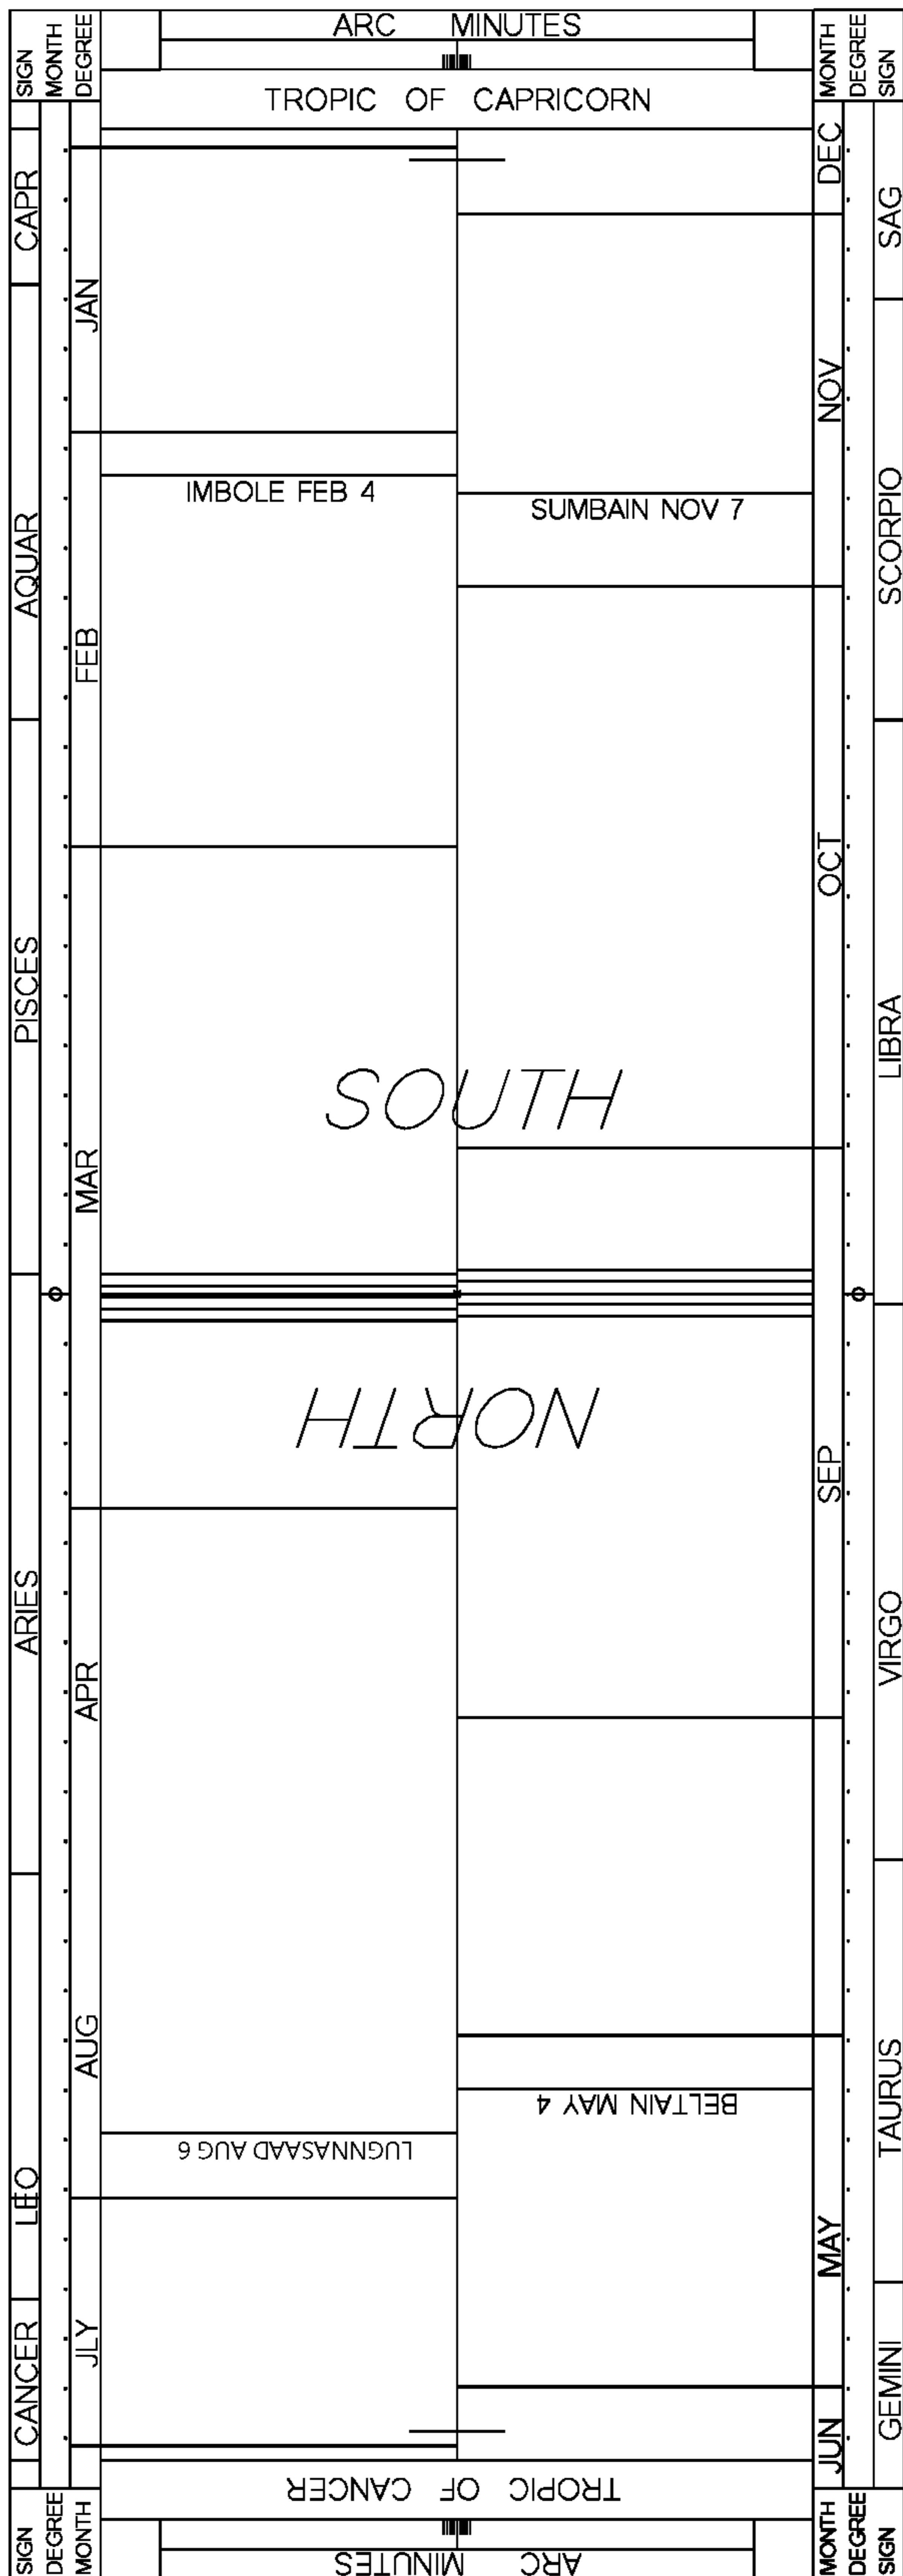 ARC MINUTES
SIGN
MONTH
DEGREE
MONTH
DEGREE
SIGN
TROPIC OF CAPRICORN
DEC
CAPR
SAG
JAN
NOV
IMBOLE FEB 4
SUMBAIN NOV 7
AQUAR
SCORPIO
FEB
OCT
PISCES
LIBRA
SOUTH
MAR
NORTH
SEP
ARIES
VIRGO
APR
AUG
TAURUS
BELTAIN MAY 4
LUGNNASAAD AUG 6
LEO
MAY
JLY
CANCER
GEMINI
JUN
TROPIC OF CANCER
SIGN
DEGREE
MONTH
MONTH
DEGREE
SIGN
ARC MINUTES